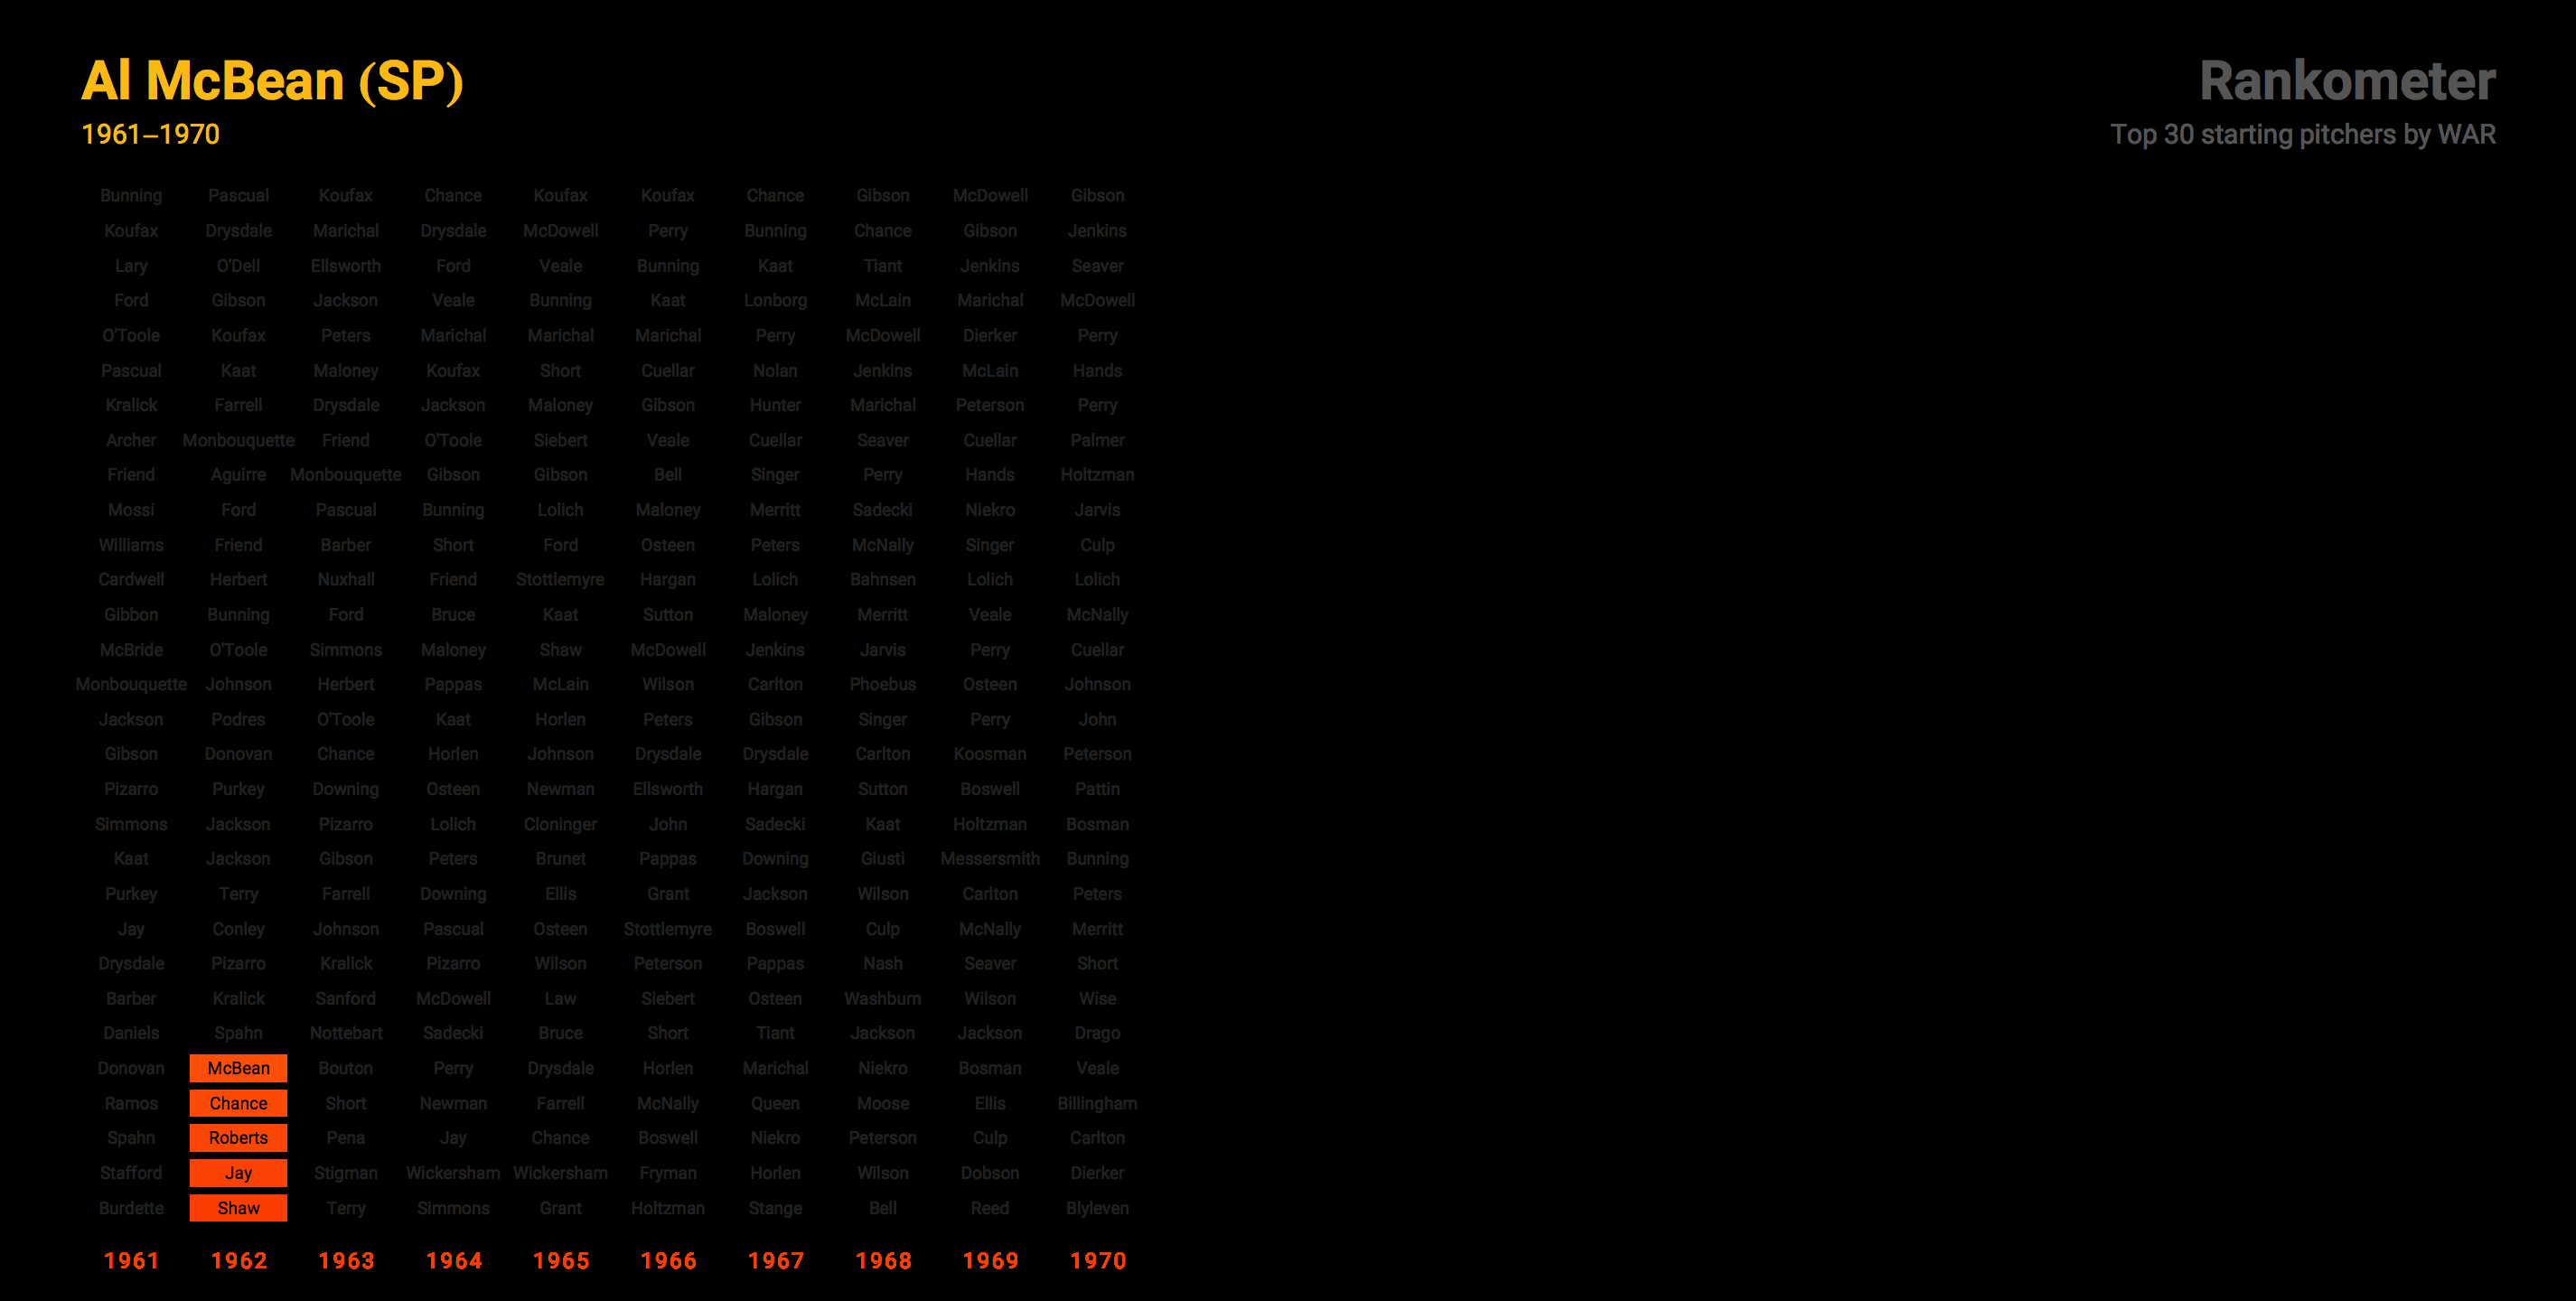 Al McBean (SP)
1961–1970
Rankometer
Top 30 starting pitchers by WAR
Bunning Pascual Koufax Chance Koufax Koufax Chance Gibson McDowell Gibson
Koufax Drysdale Marichal Drysdale McDowell Perry Bunning Chance Gibson Jenkins
Lary O'Dell Ellsworth Ford Veale Bunning Kaat Tiant Jenkins Seaver
Ford Gibson Jackson Veale Bunning Kaat Lonborg McLain Marichal McDowell
O'Toole Koufax Peters Marichal Marichal Marichal Perry McDowell Dierker Perry
Pascual Kaat Maloney Koufax Short Cuellar Nolan Jenkins McLain Hands
Kralick Farrell Drysdale Jackson Maloney Gibson Hunter Marichal Peterson Perry
Archer Monbouquette Friend O'Toole Siebert Veale Cuellar Seaver Cuellar Palmer
Friend Aguirre Monbouquette Gibson Gibson Bell Singer Perry Hands Holtzman
Mossi Ford Pascual Bunning Lolich Maloney Merritt Sadecki Niekro Jarvis
Williams Friend Barber Short Ford Osteen Peters McNally Singer Culp
Cardwell Herbert Nuxhall Friend Stottlemyre Hargan Lolich Bahnsen Lolich Lolich
Gibbon Bunning Ford Bruce Kaat Sutton Maloney Merritt Veale McNally
McBride O'Toole Simmons Maloney Shaw McDowell Jenkins Jarvis Perry Cuellar
Monbouquette Johnson Herbert Pappas McLain Wilson Carlton Phoebus Osteen Johnson
Jackson Podres O'Toole Kaat Horlen Peters Gibson Singer Perry John
Gibson Donovan Chance Horlen Johnson Drysdale Drysdale Carlton Koosman Peterson
Pizarro Purkey Downing Osteen Newman Ellsworth Hargan Sutton Boswell Pattin
Simmons Jackson Pizarro Lolich Cloninger John Sadecki Kaat Holtzman Bosman
Kaat Jackson Gibson Peters Brunet Pappas Downing Giusti Messersmith Bunning
Purkey Terry Farrell Downing Ellis Grant Jackson Wilson Carlton Peters
Jay Conley Johnson Pascual Osteen Stottlemyre Boswell Culp McNally Merritt
Drysdale Pizarro Kralick Pizarro Wilson Peterson Pappas Nash Seaver Short
Barber Kralick Sanford McDowell Law Siebert Osteen Washburn Wilson Wise
Daniels Spahn Nottebart Sadecki Bruce Short Tiant Jackson Jackson Drago
Donovan McBean Bouton Perry Drysdale Horlen Marichal Niekro Bosman Veale
Ramos Chance Short Newman Farrell McNally Queen Moose Ellis Billingham
Spahn Roberts Pena Jay Chance Boswell Niekro Peterson Culp Carlton
Stafford Jay Stigman Wickersham Wickersham Fryman Horlen Wilson Dobson Dierker
Burdette Shaw Terry Simmons Grant Holtzman Stange Bell Reed Blyleven
1961 1962 1963 1964 1965 1966 1967 1968 1969 1970